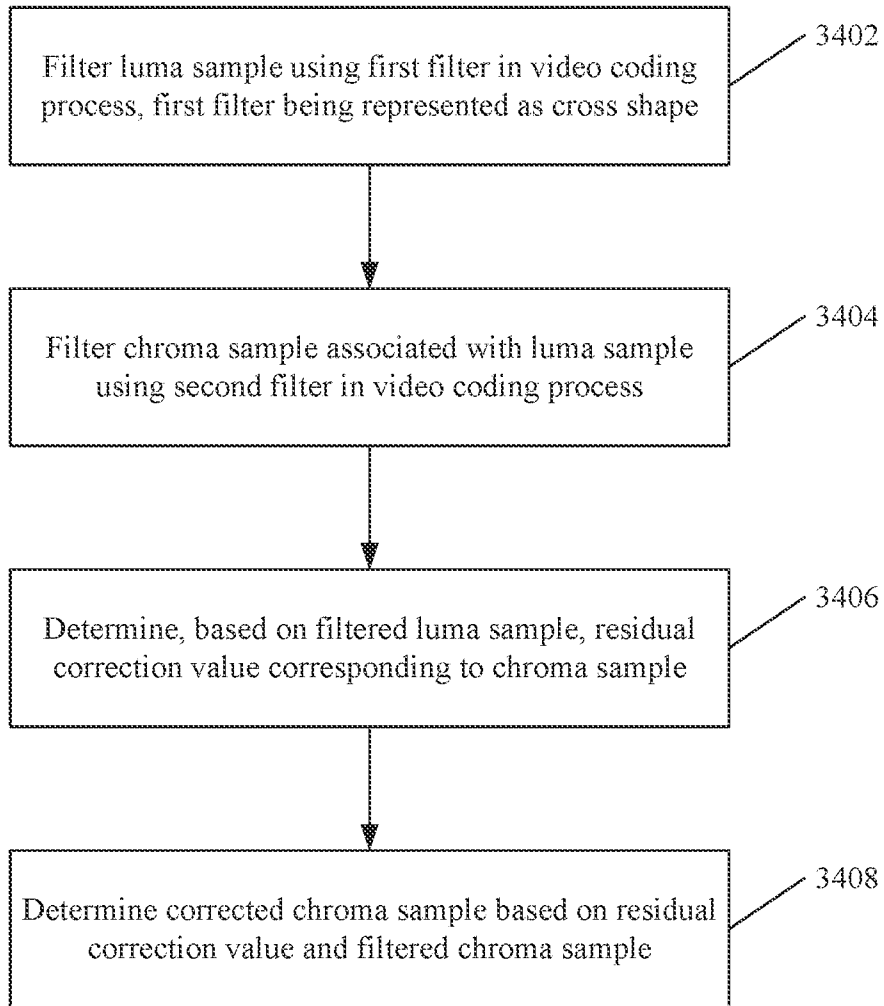 3402
Filter luma sample using first filter in video coding
process, first filter being represented as cross shape
3404
Filter chroma sample associated with luma sample
using second filter in video coding process
3406
Determine, based on filtered luma sample, residual
correction value corresponding to chroma sample
3408
Determine corrected chroma sample based on residual
correction value and filtered chroma sample